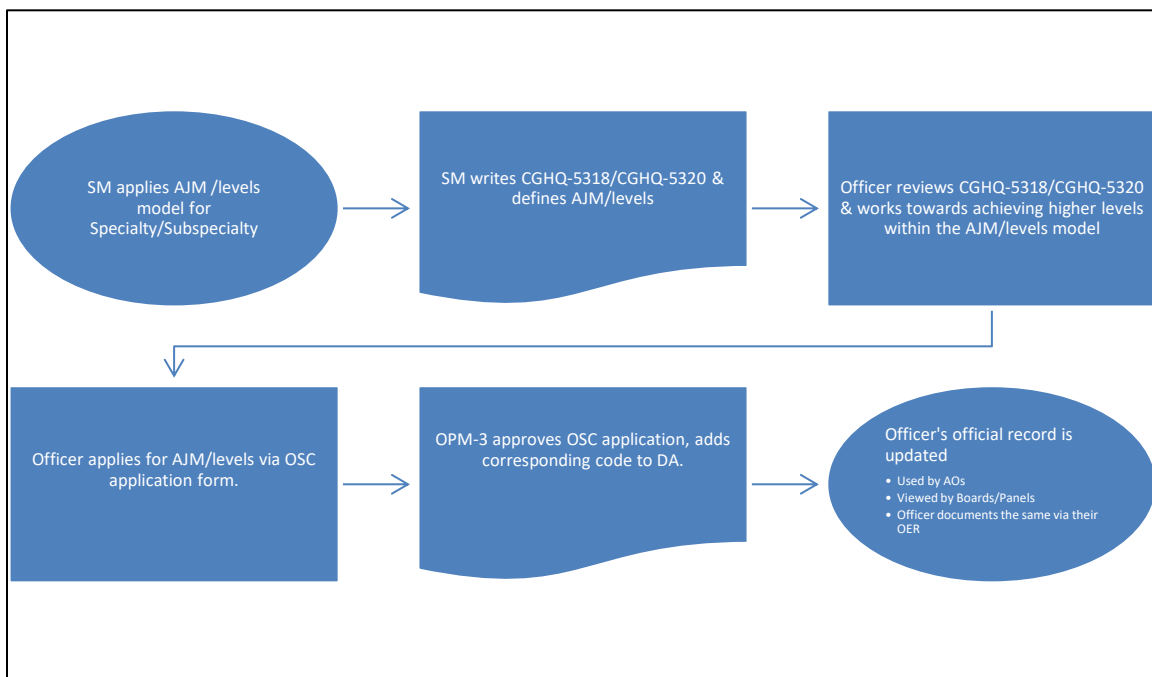 SM applies AJM /levels
model for
Specialty/Subspecialty
SM writes CGHQ-5318/CGHQ-5320 &
defines AJM/levels
Officer reviews CGHQ-5318/CGHQ-5320
& works towards achieving higher levels
within the AJM/levels model
Officer applies for AJM/levels via OSC
application form.
OPM-3 approves OSC application, adds
corresponding code to DA.
Officer's official record is
updated
• Used by AOs
• Viewed by Boards/Panels
• Officer documents the same via their
OER